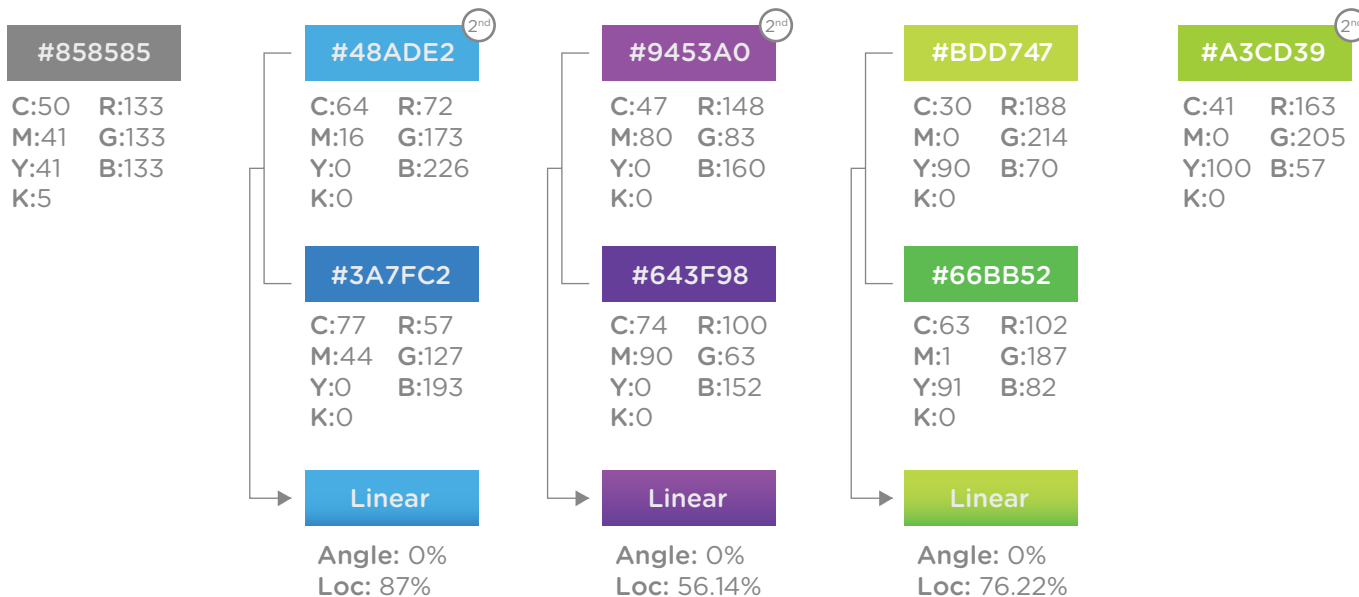 #858585
C:50 R:133
M:41 G:133
Y:41 B:133
K:5
2nd
#48ADE2
C:64 R:72
M:16 G:173
Y:0 B:226
K:0
#3A7FC2
C:77 R:57
M:44 G:127
Y:0 B:193
K:0
Linear
Angle: 0%
Loc: 87%
2nd
#9453A0
C:47 R:148
M:80 G:83
Y:0 B:160
K:0
#643F98
C:74 R:100
M:90 G:63
Y:0 B:152
K:0
Linear
Angle: 0%
Loc: 56.14%
#BDD747
C:30 R:188
M:0 G:214
Y:90 B:70
K:0
#66BB52
C:63 R:102
M:1 G:187
Y:91 B:82
K:0
Linear
Angle: 0%
Loc: 76.22%
2nd
#A3CD39
C:41 R:163
M:0 G:205
Y:100 B:57
K:0